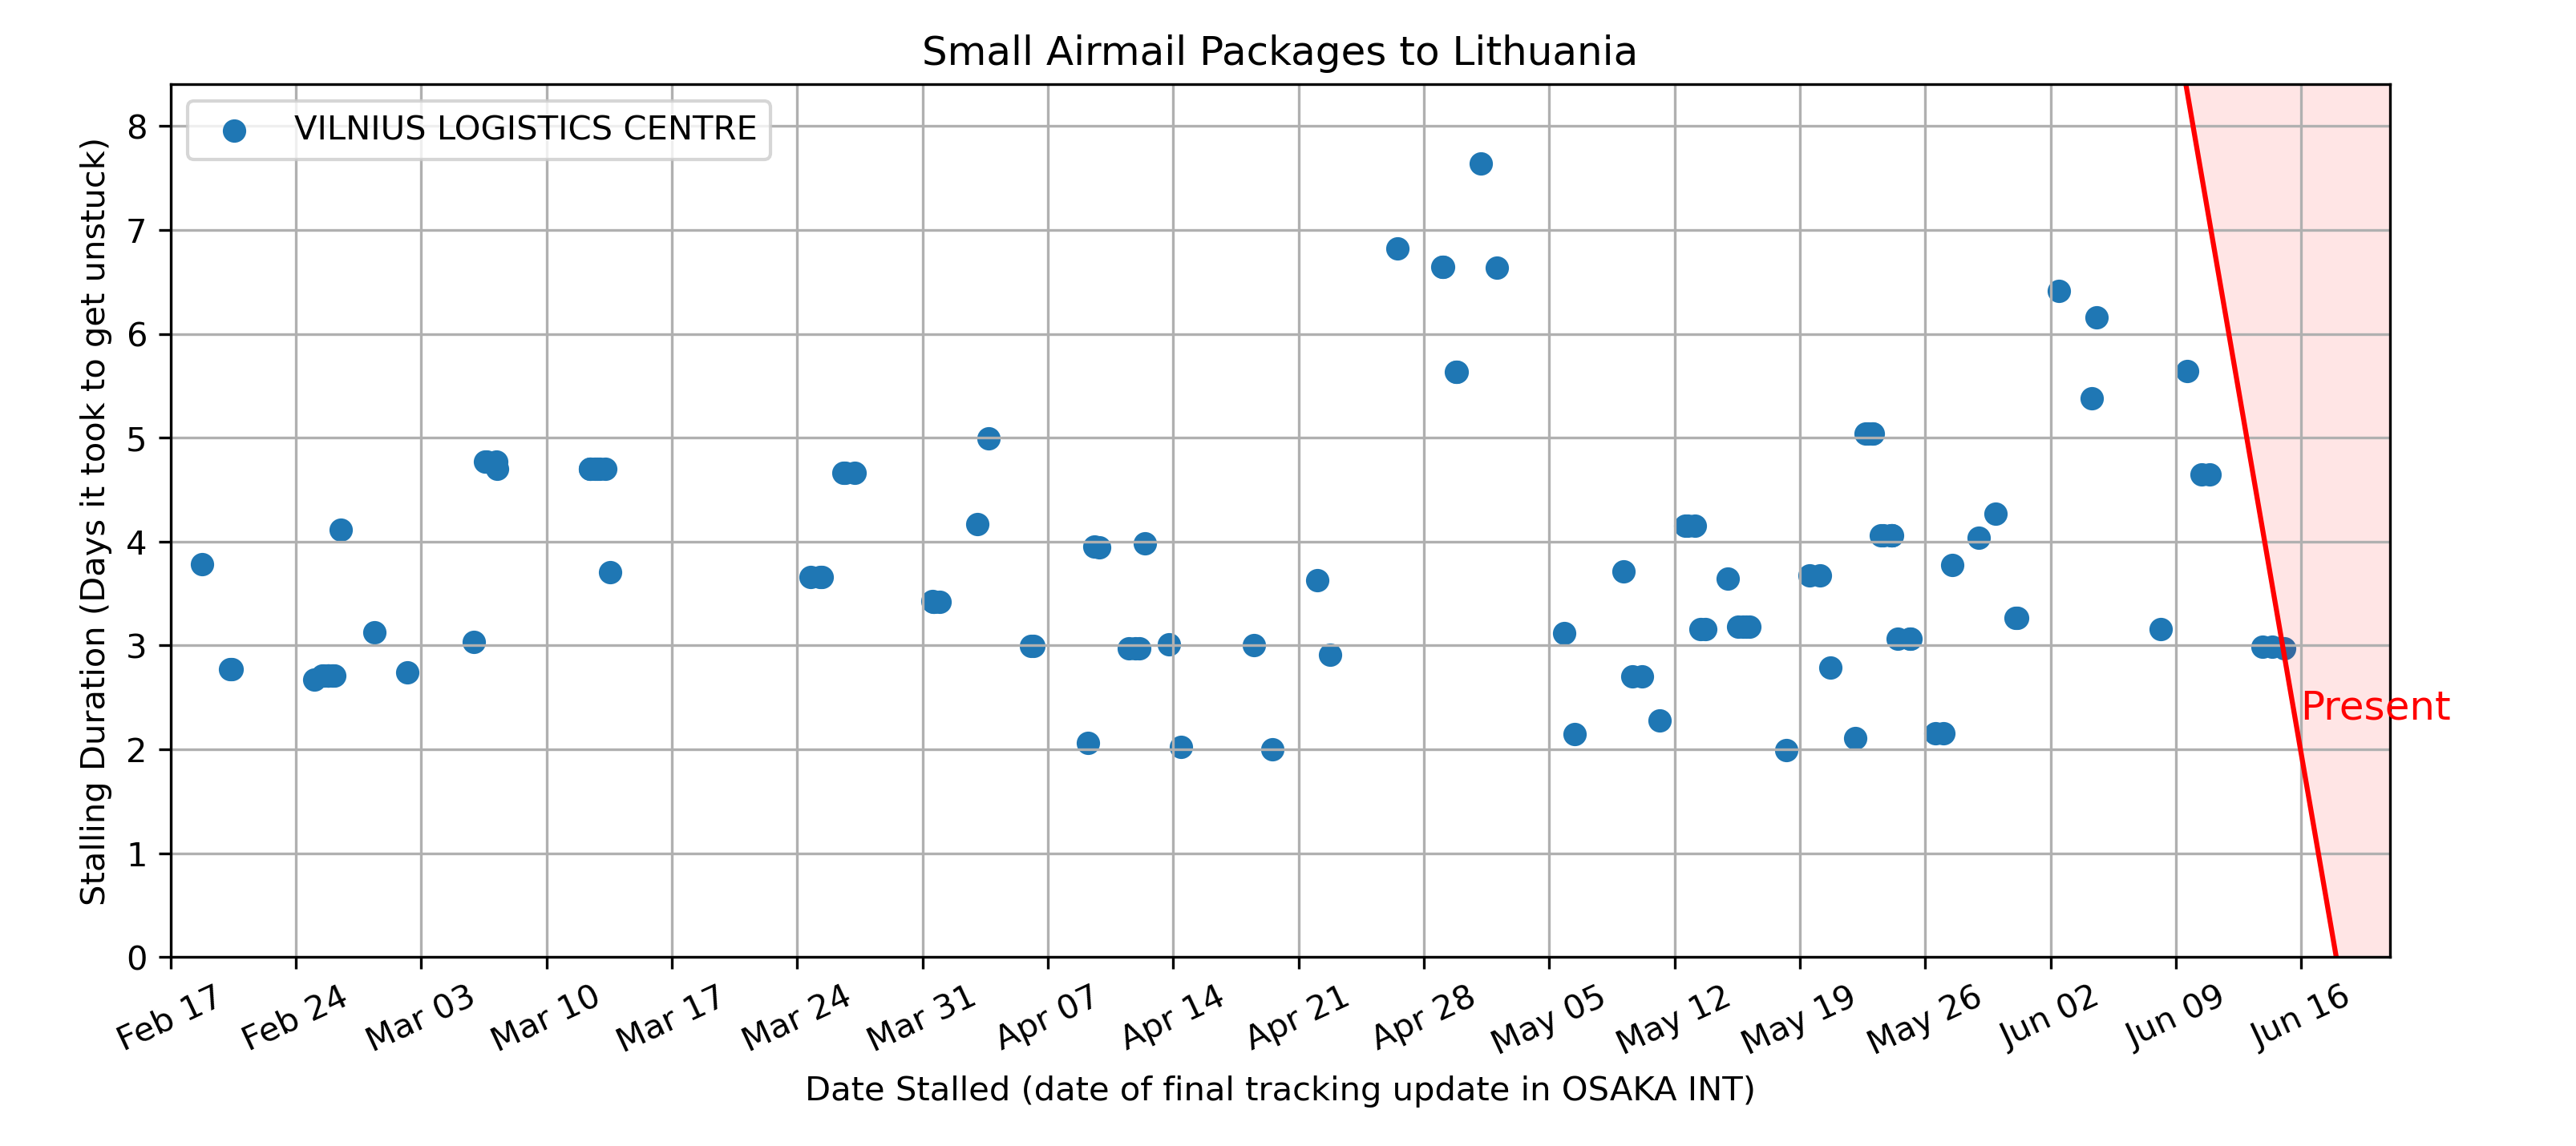 Small Airmail Packages to Lithuania
VILNIUS LOGISTICS CENTRE
Stalling Duration (Days it took to get unstuck)
8
7
6
5
4
3
2
1
0
Present
Feb 17
Feb 24
Mar 03
Mar 10
Mar 17
Mar 24
Mar 31
Apr 07
Apr 14
Apr 21
Apr 28
May 05
May 12
May 19
May 26
Jun 02
Jun 09
Jun 16
Date Stalled (date of final tracking update in OSAKA INT)